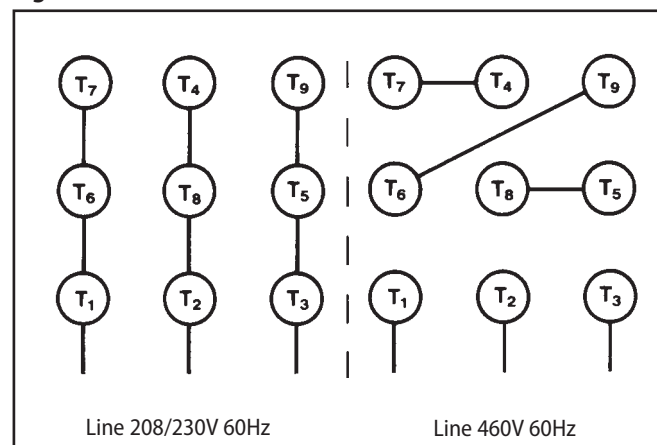 T7 T4 T9 T7 T4 T9
T6 T8 T5 T6 T8 T5
T1 T2 T3 T1 T2 T3
Line 208/230V 60Hz Line 460V 60Hz